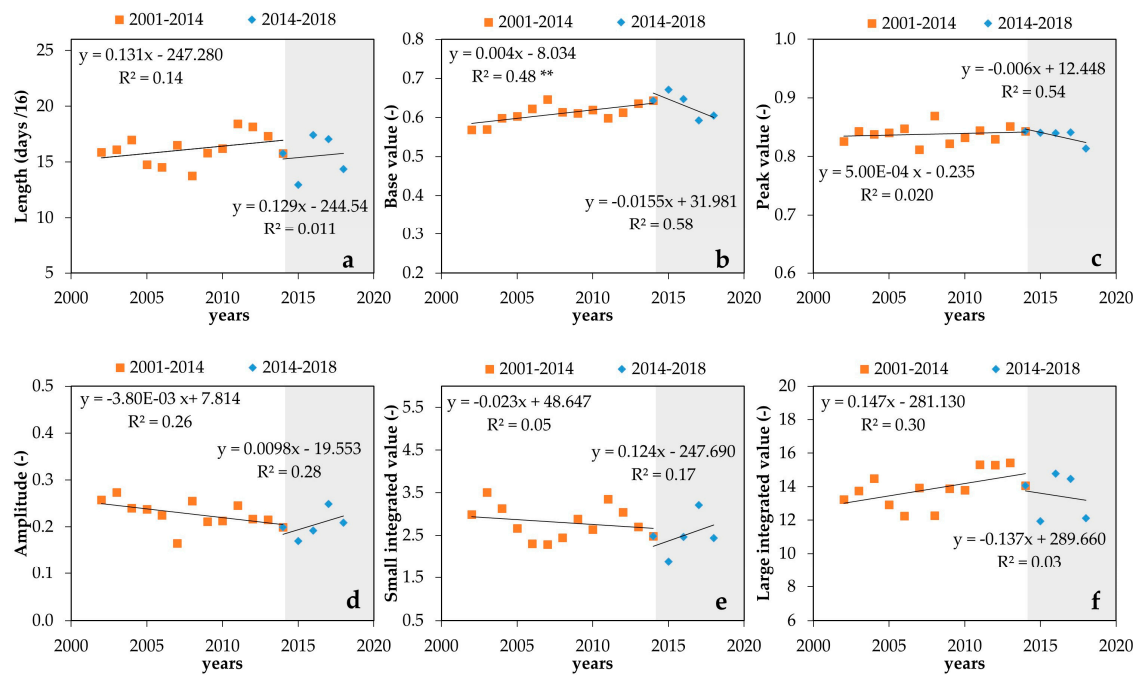 2001-2014 2014-2018
25
20
15
10
5
Length (days /16)
y = 0.131x - 247.280
R² = 0.14
y = 0.129x - 244.54
R² = 0.011
a
2000 2005 2010 2015 2020
years
2001-2014 2014-2018
0.8
0.7
0.6
0.5
0.4
0.3
0.2
Base value (-)
y = 0.004x - 8.034
R² = 0.48 **
y = -0.0155x + 31.981
R² = 0.58
b
2000 2005 2010 2015 2020
years
2001-2014 2014-2018
1.0
0.9
0.8
0.7
0.6
Peak value (-)
y = -0.006x + 12.448
R² = 0.54
y = 5.00E-04 x - 0.235
R² = 0.020
c
2000 2005 2010 2015 2020
years
2001-2014 2014-2018
0.5
0.4
0.3
0.2
0.1
0.0
Amplitude (-)
y = -3.80E-03 x+ 7.814
R² = 0.26
y = 0.0098x - 19.553
R² = 0.28
d
2000 2005 2010 2015 2020
years
2001-2014 2014-2018
5.5
4.5
3.5
2.5
1.5
0.5
Small integrated value (-)
y = -0.023x + 48.647
R² = 0.05
y = 0.124x - 247.690
R² = 0.17
e
2000 2005 2010 2015 2020
years
2001-2014 2014-2018
20
18
16
14
12
10
8
6
Large integrated value (-)
y = 0.147x - 281.130
R² = 0.30
y = -0.137x + 289.660
R² = 0.03
f
2000 2005 2010 2015 2020
years